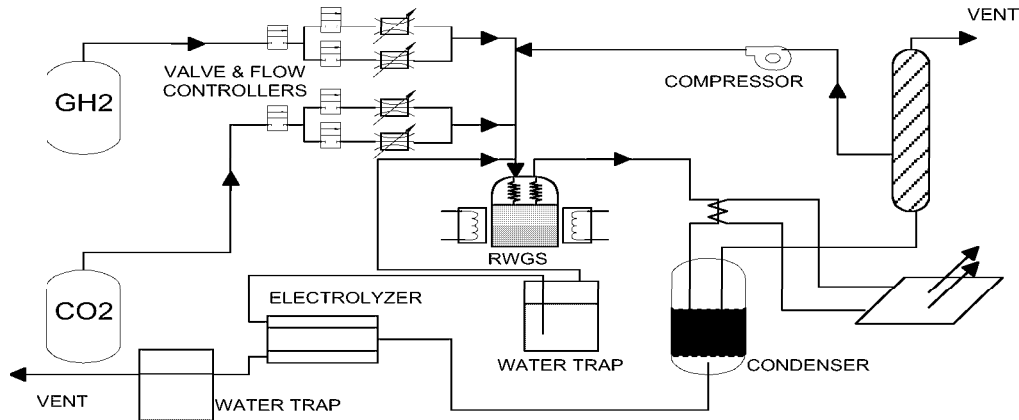 VENT
VALVE & FLOW
CONTROLLERS
COMPRESSOR
GH2
RWGS
CO2
ELECTROLYZER
WATER TRAP
CONDENSER
VENT
WATER TRAP